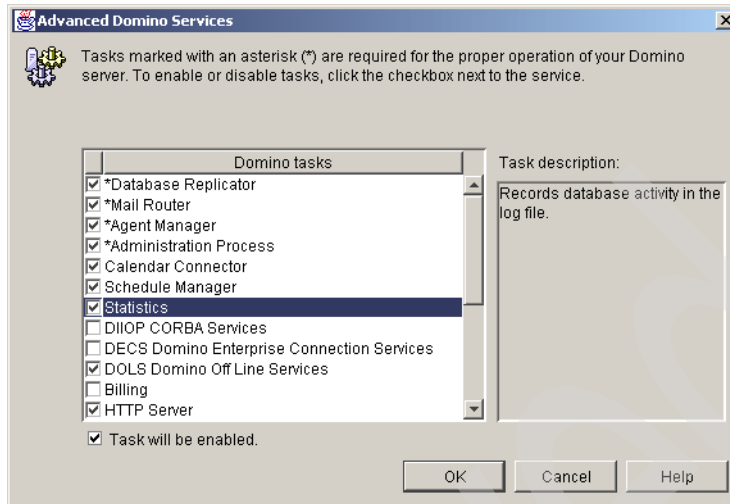 Advanced Domino Services
Tasks marked with an asterisk (*) are required for the proper operation of your Domino
server. To enable or disable tasks, click the checkbox next to the service.
Domino tasks
*Database Replicator
*Mail Router
*Agent Manager
*Administration Process
Calendar Connector
Schedule Manager
Statistics
DIIOP CORBA Services
DECS Domino Enterprise Connection Services
DOLS Domino Off Line Services
Billing
HTTP Server
Task will be enabled.
Task description:
Records database activity in the
log file.
OK
Cancel
Help